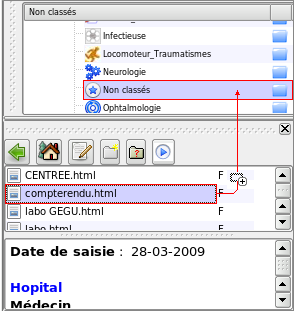 Non classés
Infectieuse
Locomoteur_Traumatismes
Neurologie
Non classés
Ophtalmologie
CENTREE.html F
compterendu.html F
labo GEGU.html F
labo html F
Date de saisie : 28-03-2009
Hopital
Médecin